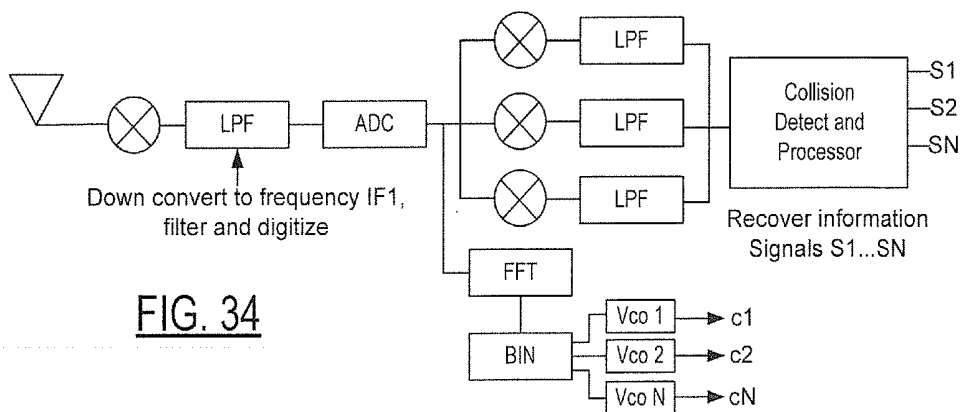 LPF
LPF
ADC
LPF
LPF
Collision
Detect and
Processor
S1
S2
SN
Down convert to frequency IF1,
filter and digitize
Recover information
Signals S1...SN
FFT
BIN
Vco 1
c1
Vco 2
c2
Vco N
cN
FIG. 34